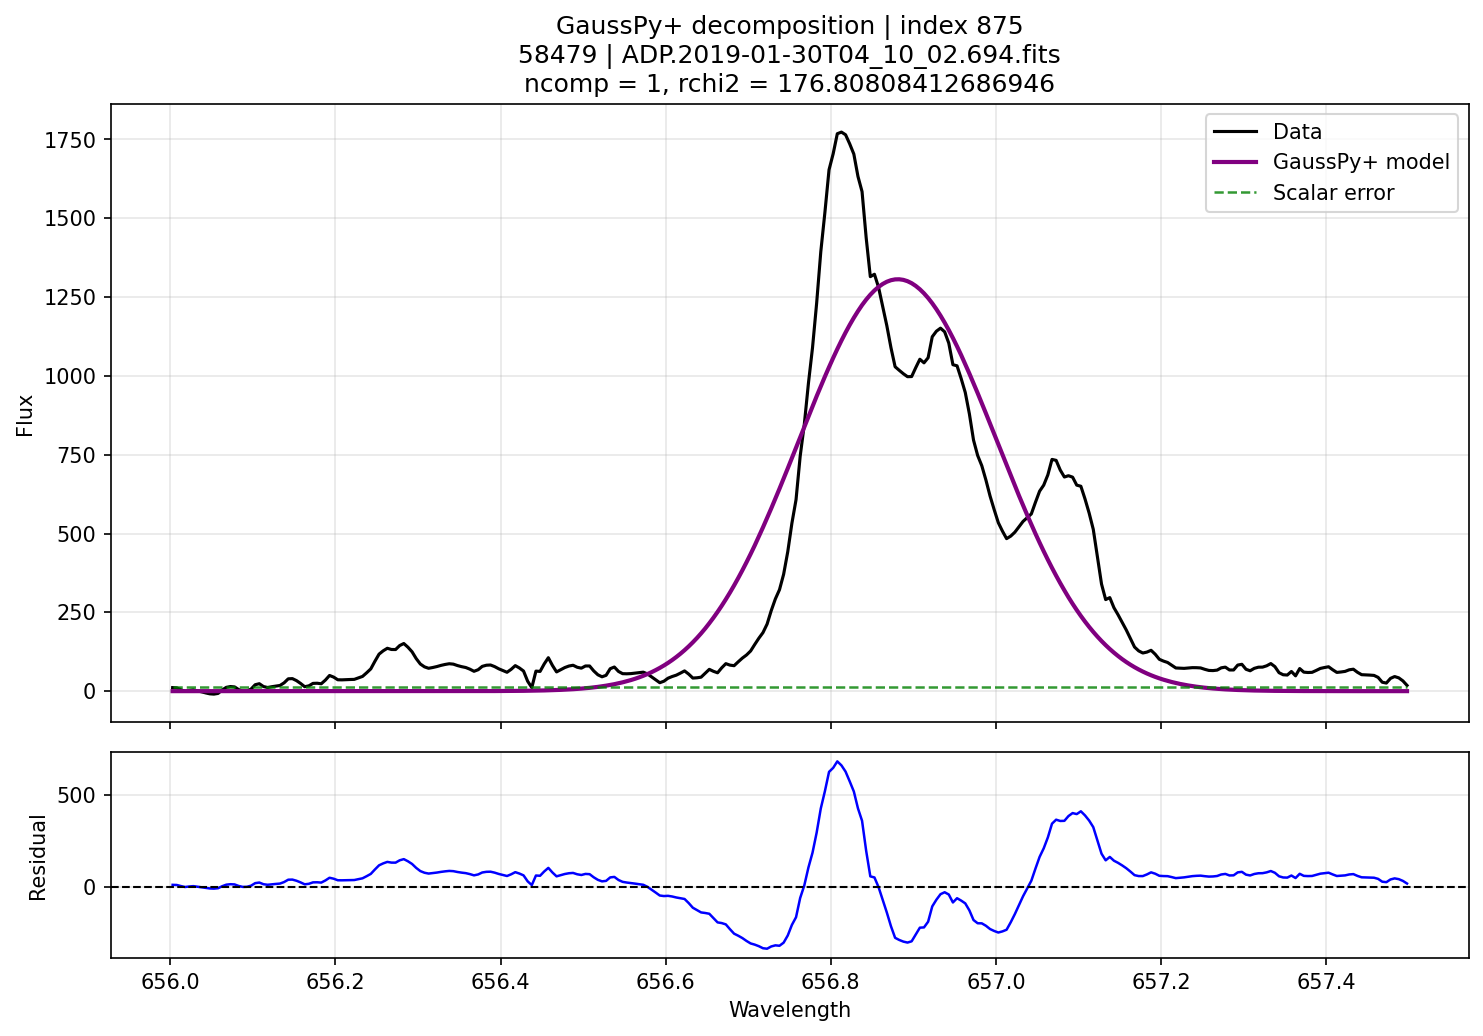 GaussPy+ decomposition | index 875
58479 | ADP.2019-01-30T04_10_02.694.fits
ncomp = 1, rchi2 = 176.80808412686946
Data
GaussPy+ model
Scalar error
1750
1500
1250
1000
750
500
250
0
Flux
500
0
Residual
656.0 656.2 656.4 656.6 656.8 657.0 657.2 657.4
Wavelength